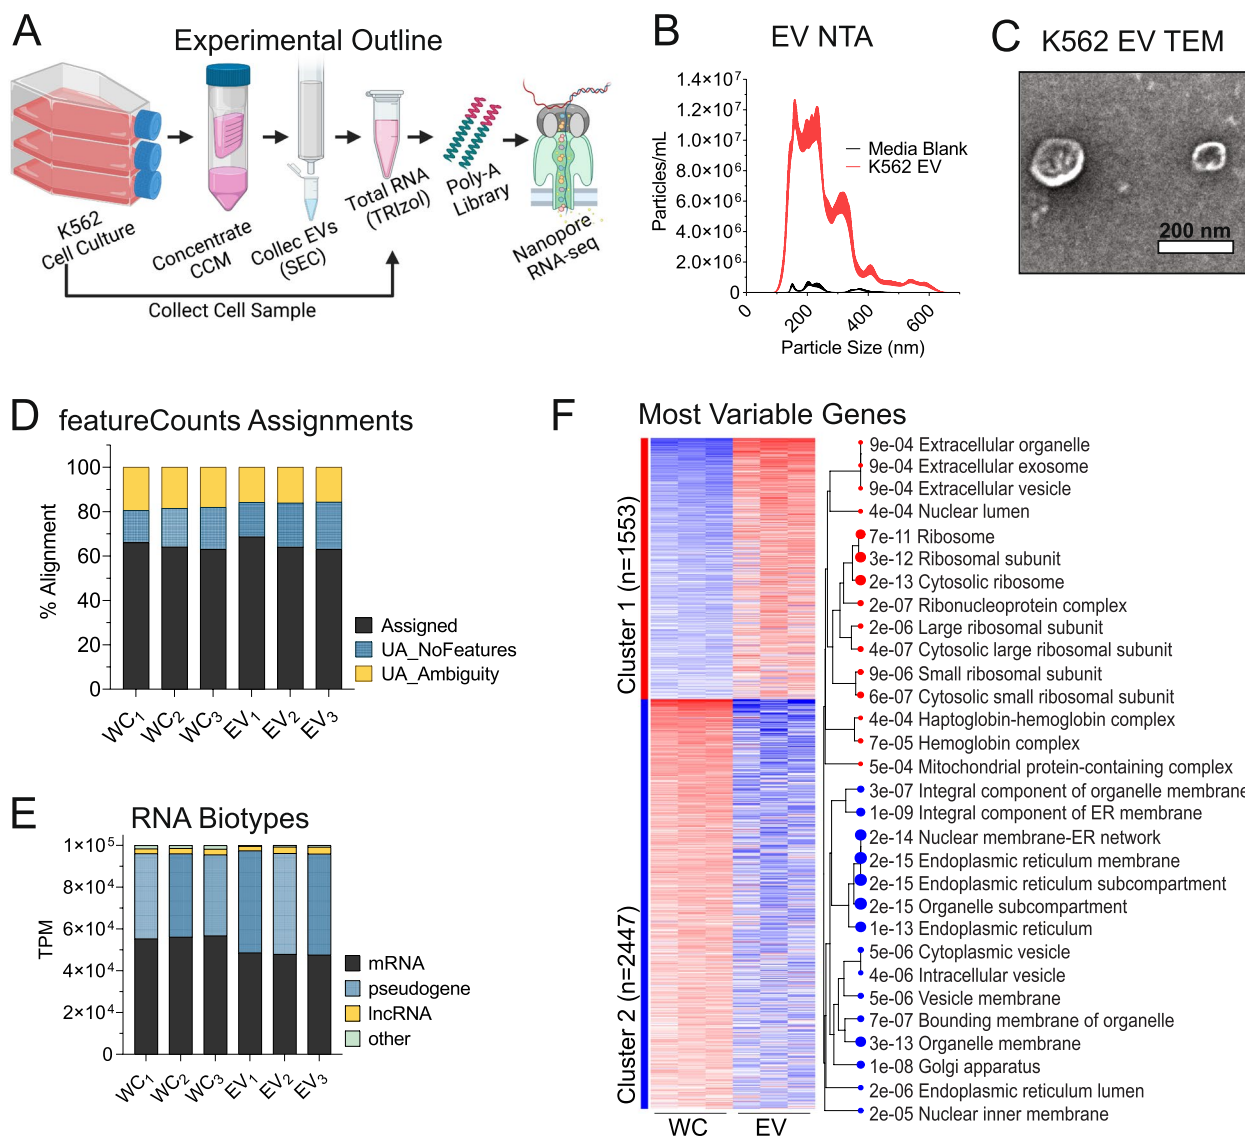 A
Experimental Outline
K562
Cell Culture
Concentrate
CCM
Collec EVs
(SEC)
Total RNA
(TRIzol)
Poly-A
Library
Nanopore
RNA-seq
Collect Cell Sample
B
EV NTA
Particles/mL
1.4×10⁷
1.2×10⁷
1.0×10⁷
8.0×10⁶
6.0×10⁶
4.0×10⁶
2.0×10⁶
0
Media Blank
K562 EV
0
200
400
600
Particle Size (nm)
C
K562 EV TEM
200 nm
D
featureCounts Assignments
% Alignment
100
80
60
40
20
0
Assigned
UA_NoFeatures
UA_Ambiguity
WC₁
WC₂
WC₃
EV₁
EV₂
EV₃
E
RNA Biotypes
TPM
1×10⁵
8×10⁴
6×10⁴
4×10⁴
2×10⁴
0
mRNA
pseudogene
lncRNA
other
WC₁
WC₂
WC₃
EV₁
EV₂
EV₃
F
Most Variable Genes
Cluster 1 (n=1553)
Cluster 2 (n=2447)
WC
EV
9e-04 Extracellular organelle
9e-04 Extracellular exosome
9e-04 Extracellular vesicle
4e-04 Nuclear lumen
7e-11 Ribosome
3e-12 Ribosomal subunit
2e-13 Cytosolic ribosome
2e-07 Ribonucleoprotein complex
2e-06 Large ribosomal subunit
4e-07 Cytosolic large ribosomal subunit
9e-06 Small ribosomal subunit
6e-07 Cytosolic small ribosomal subunit
4e-04 Haptoglobin-hemoglobin complex
7e-05 Hemoglobin complex
5e-04 Mitochondrial protein-containing complex
3e-07 Integral component of organelle membrane
1e-09 Integral component of ER membrane
2e-14 Nuclear membrane-ER network
2e-15 Endoplasmic reticulum membrane
2e-15 Endoplasmic reticulum subcompartment
2e-15 Organelle subcompartment
1e-13 Endoplasmic reticulum
5e-06 Cytoplasmic vesicle
4e-06 Intracellular vesicle
5e-06 Vesicle membrane
7e-07 Bounding membrane of organelle
3e-13 Organelle membrane
1e-08 Golgi apparatus
2e-06 Endoplasmic reticulum lumen
2e-05 Nuclear inner membrane